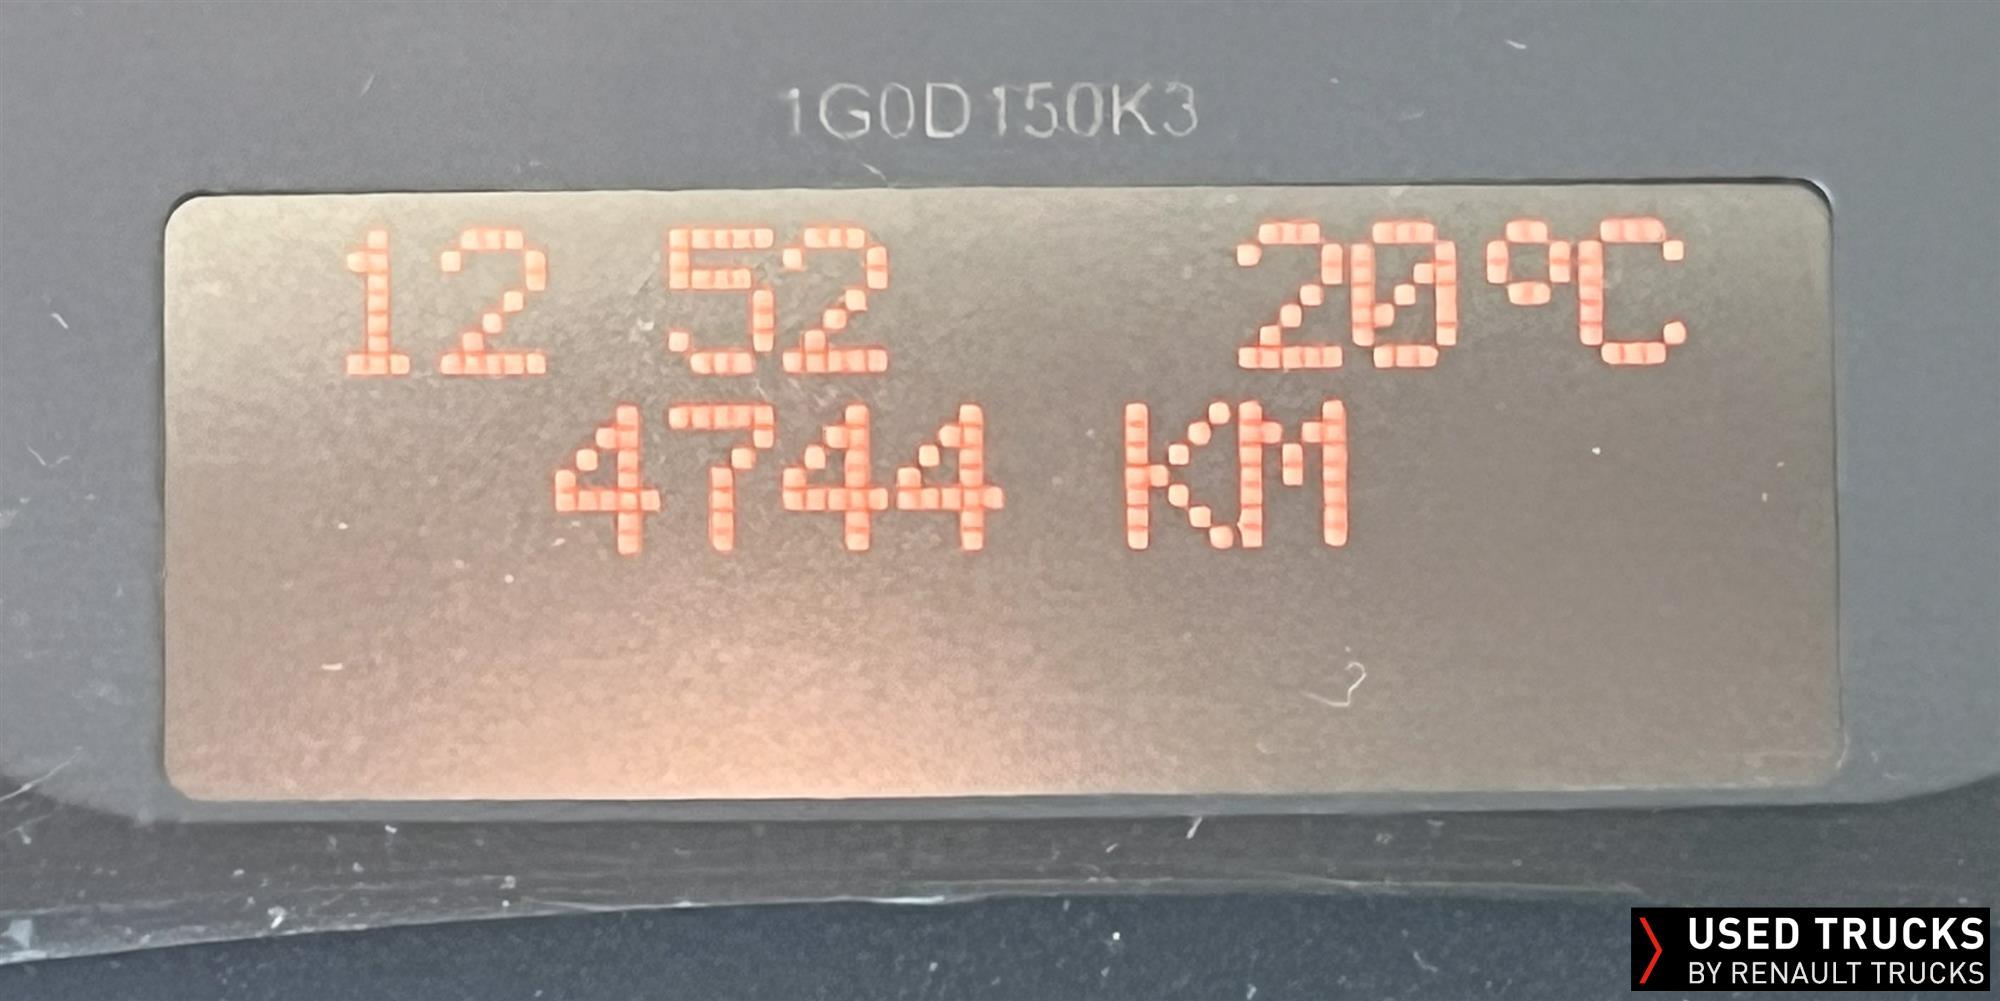 1G0D150K3
12 52 20°C
4744 KM
USED TRUCKS
BY RENAULT TRUCKS